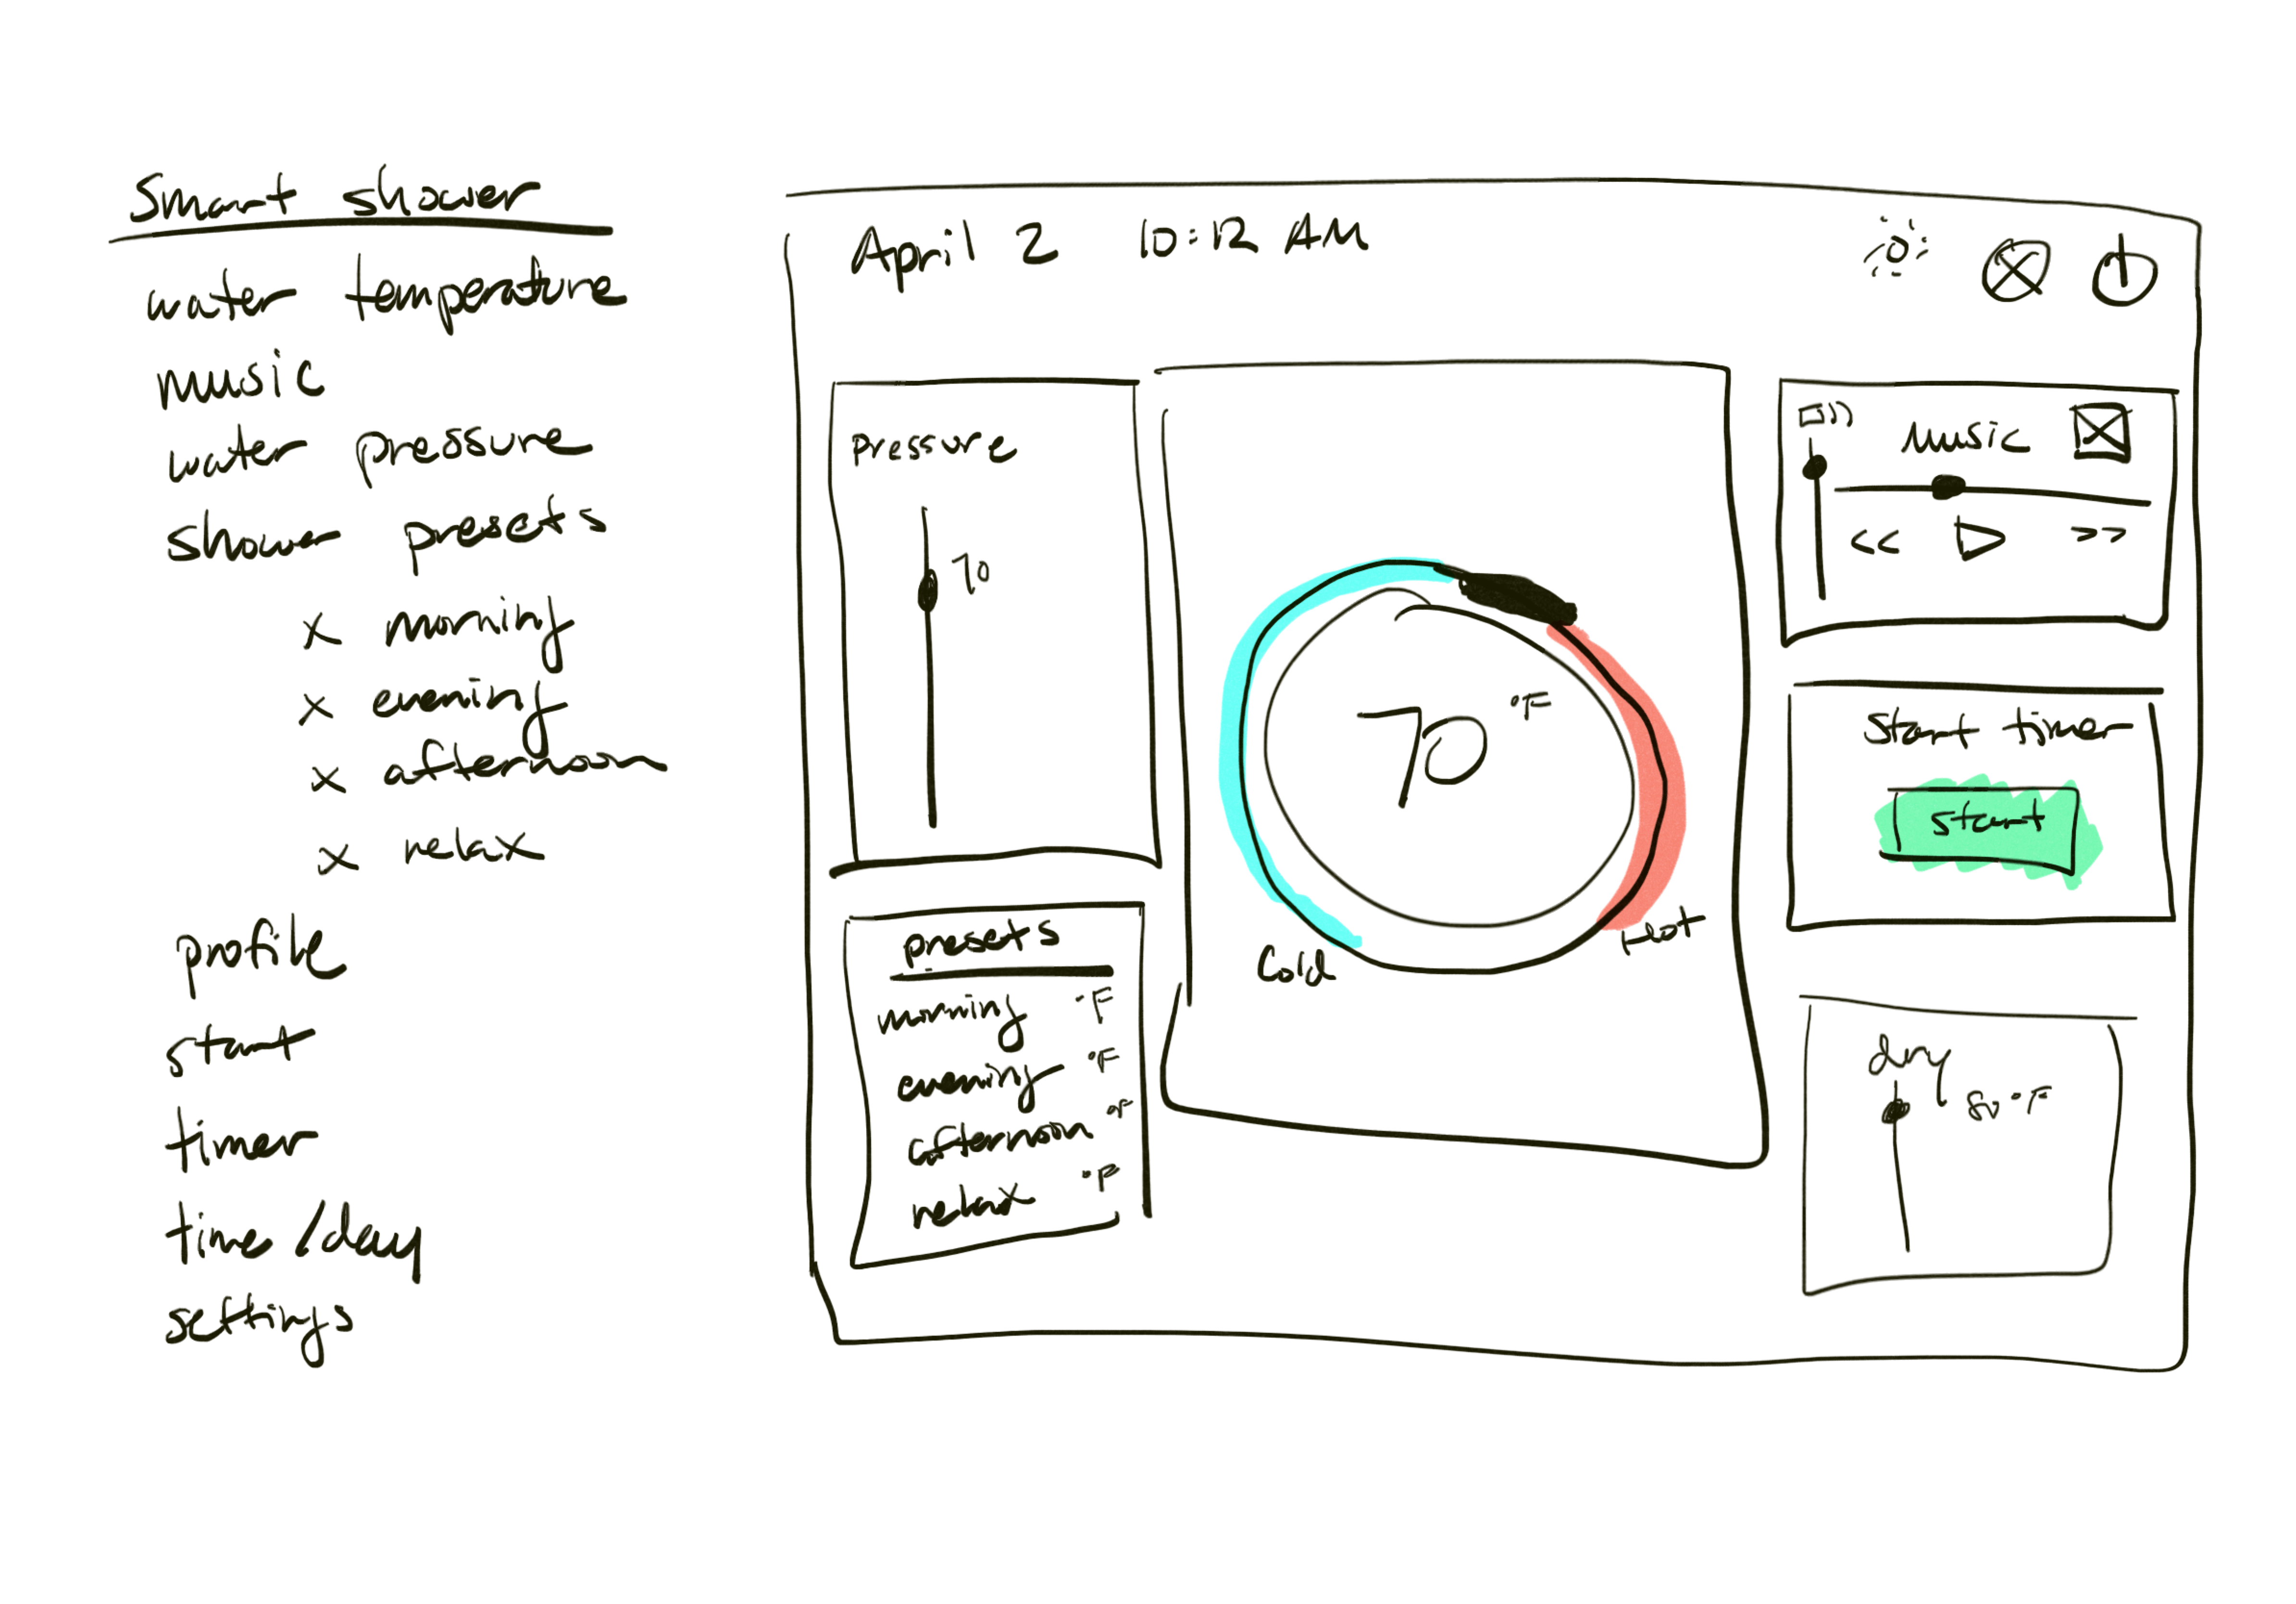 smart shower
water temperature
music
water pressure
shower presets
x morning
x evening
x afternoon
x relax
profile
start
timer
time/day
settings
April 2 10:12 AM
pressure
70
presets
morning °F
evening °F
afternoon °F
relax °F
70 °F
Cold
Hot
Music
<< >>
start timer
start
dry
80 °F